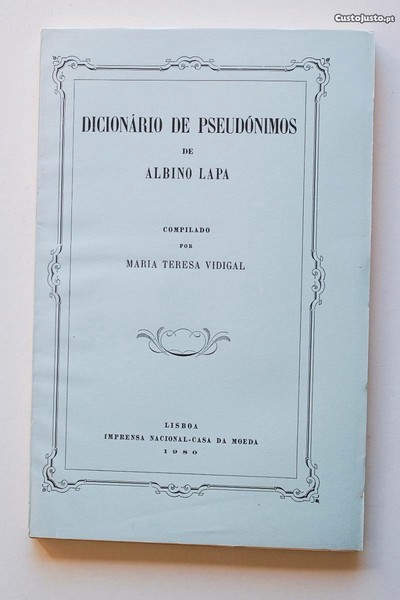 CustoJusto.pt
DICIONÁRIO DE PSEUDÓNIMOS
DE
ALBINO LAPA
COMPILADO
POR
MARIA TERESA VIDIGAL
LISBOA
IMPRENSA NACIONAL-CASA DA MOEDA
1980